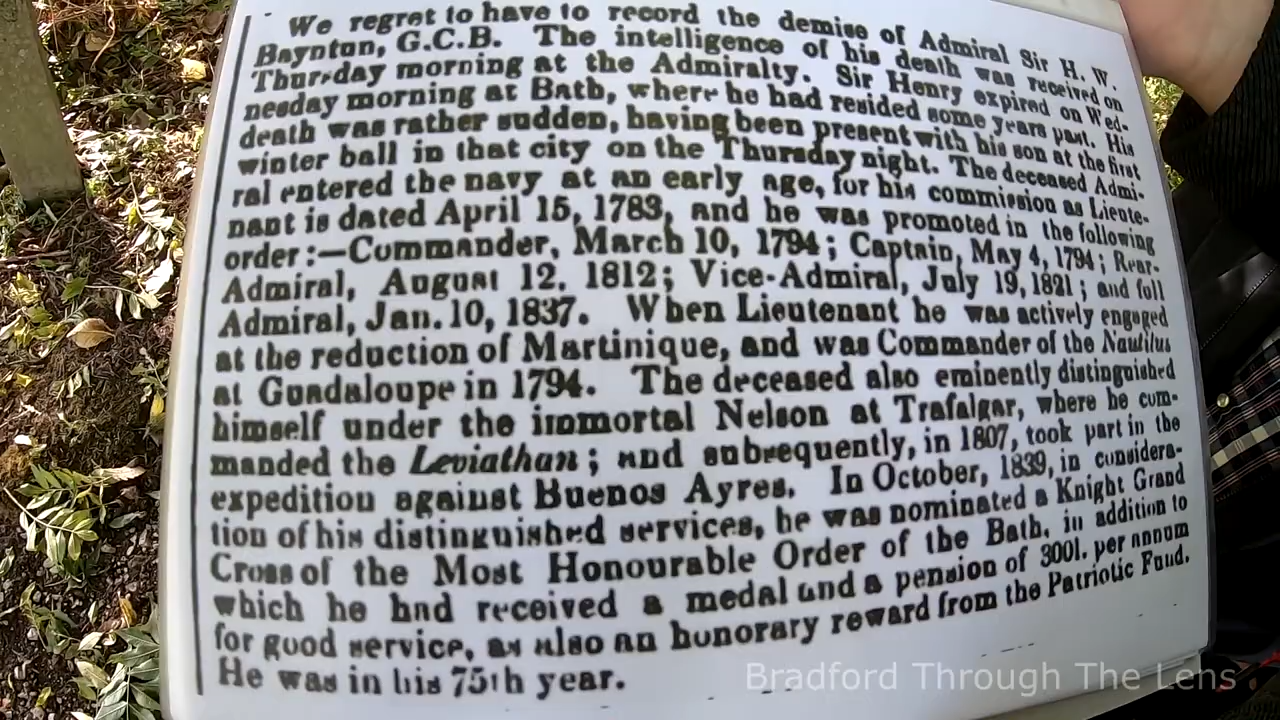 We regret to have to record the demise of Admiral Sir H. W.
Baynton, G.C.B. The intelligence of his death was received on
Thursday morning at the Admiralty. Sir Henry expired on Wed-
nesday morning at Bath, where he had resided some years past. His
death was rather sudden, having been present with his son at the first
winter ball in that city on the Thursday night. The deceased Admi-
ral entered the navy at an early age, for his commission as Lieute-
nant is dated April 15, 1783, and he was promoted in the following
order:—Commander, March 10, 1794; Captain, May 4, 1794; Rear-
Admiral, August 12, 1812; Vice-Admiral, July 19, 1821; and full
Admiral, Jan. 10, 1837. When Lieutenant he was actively engaged
at the reduction of Martinique, and was Commander of the Nautilus
at Guadaloupe in 1794. The deceased also eminently distinguished
himself under the immortal Nelson at Trafalgar, where he com-
manded the Leviathan; and subsequently, in 1807, took part in the
expedition against Buenos Ayres. In October, 1839, in considera-
tion of his distinguished services, he was nominated a Knight Grand
Cross of the Most Honourable Order of the Bath, in addition to
which he had received a medal and a pension of 300l. per annum
for good service, as also an honorary reward from the Patriotic Fund.
He was in his 75th year.
Bradford Through The Lens